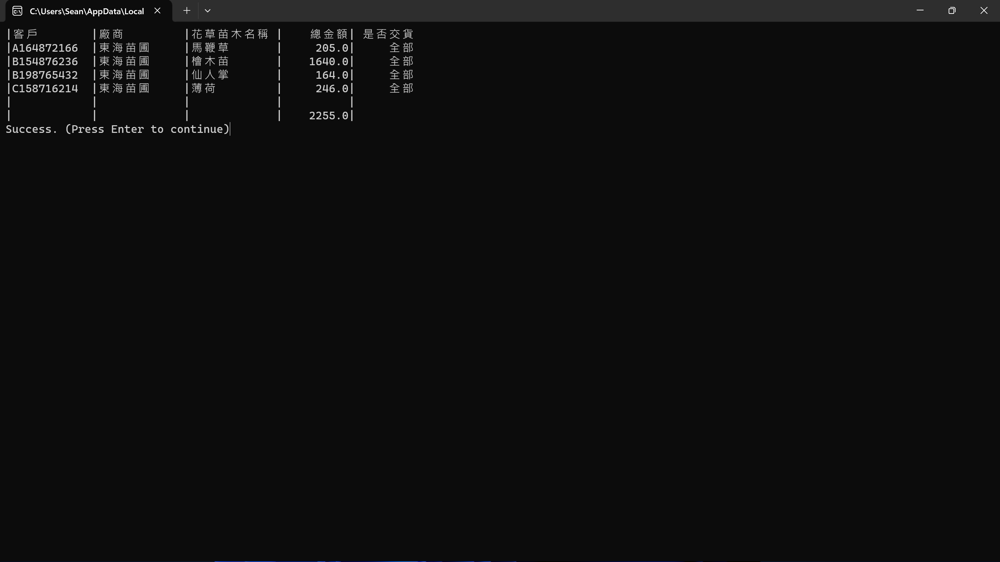 C:\Users\Sean\AppData\Local
|客戶 |廠商 |花草苗木名稱 | 總金額| 是否交貨
|A164872166 |東海苗圃 |馬鞭草 | 205.0| 全部
|B154876236 |東海苗圃 |檜木苗 | 1640.0| 全部
|B198765432 |東海苗圃 |仙人掌 | 164.0| 全部
|C158716214 |東海苗圃 |薄荷 | 246.0| 全部
| | | | |
| | | | 2255.0|
Success. (Press Enter to continue)